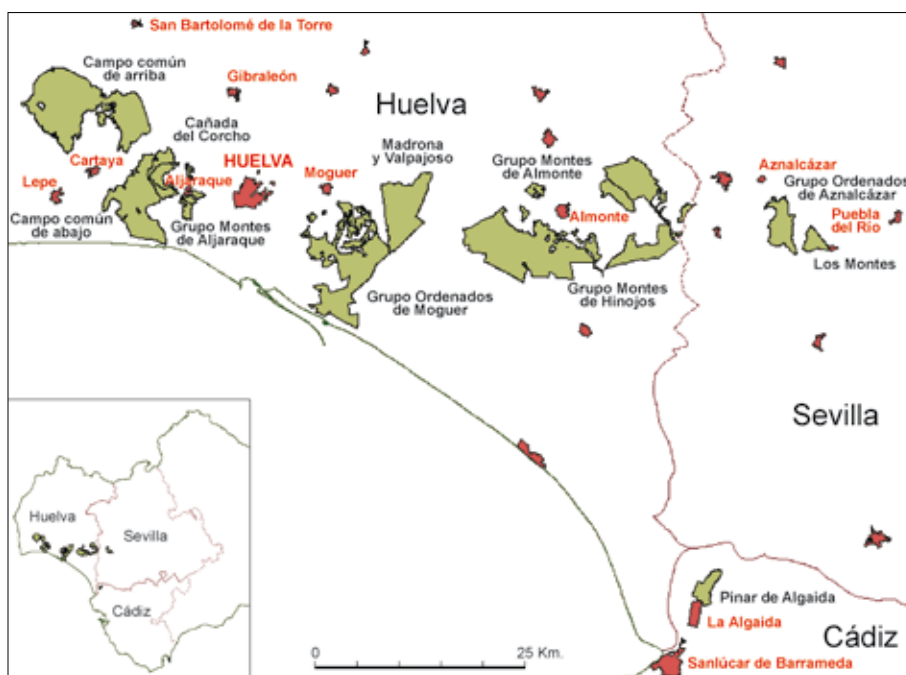 San Bartolomé de la Torre
Campo común
de arriba
Gibraleón
Huelva
Cañada
del Corcho
Madrona
y Valpajoso
Grupo Montes
de Almonte
Cartaya
HUELVA
Aljaraque
Moguer
Lepe
Aznalcázar
Grupo Ordenados
de Aznalcázar
Almonte
Puebla
del Río
Campo común
de abajo
Grupo Montes
de Aljaraque
Los Montes
Grupo Ordenados
de Moguer
Grupo Montes
de Hinojos
Sevilla
Huelva
Sevilla
Cádiz
Pinar de Algaida
La Algaida
Cádiz
Sanlúcar de Barrameda
0
25 Km.